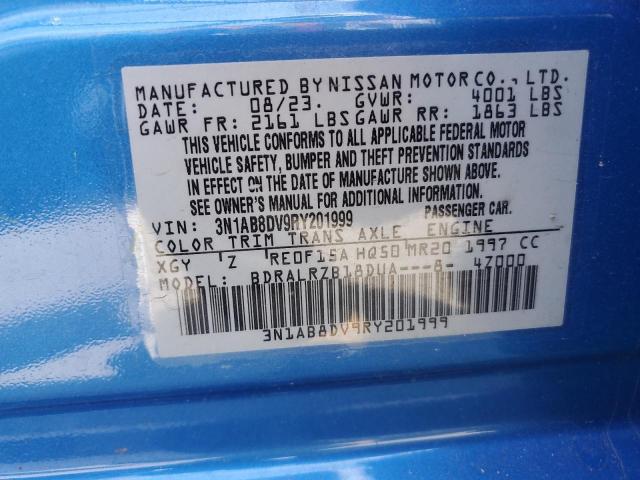 MANUFACTURED BY NISSAN MOTOR CO., LTD.
DATE: 08/23. GVWR: 4001 LBS
GAWR FR: 2161 LBS GAWR RR: 1863 LBS
THIS VEHICLE CONFORMS TO ALL APPLICABLE FEDERAL MOTOR
VEHICLE SAFETY, BUMPER AND THEFT PREVENTION STANDARDS
IN EFFECT ON THE DATE OF MANUFACTURE SHOWN ABOVE.
SEE OWNER'S MANUAL FOR ADDITIONAL INFORMATION.
VIN: 3N1AB8DV9RY201999 PASSENGER CAR.
COLOR TRIM TRANS AXLE ENGINE
XGY Z RE0F15A HQ50 MR20 1997 CC
MODEL: BDRALRZB18DUA---8- 4Z000
3N1AB8DV9RY201999